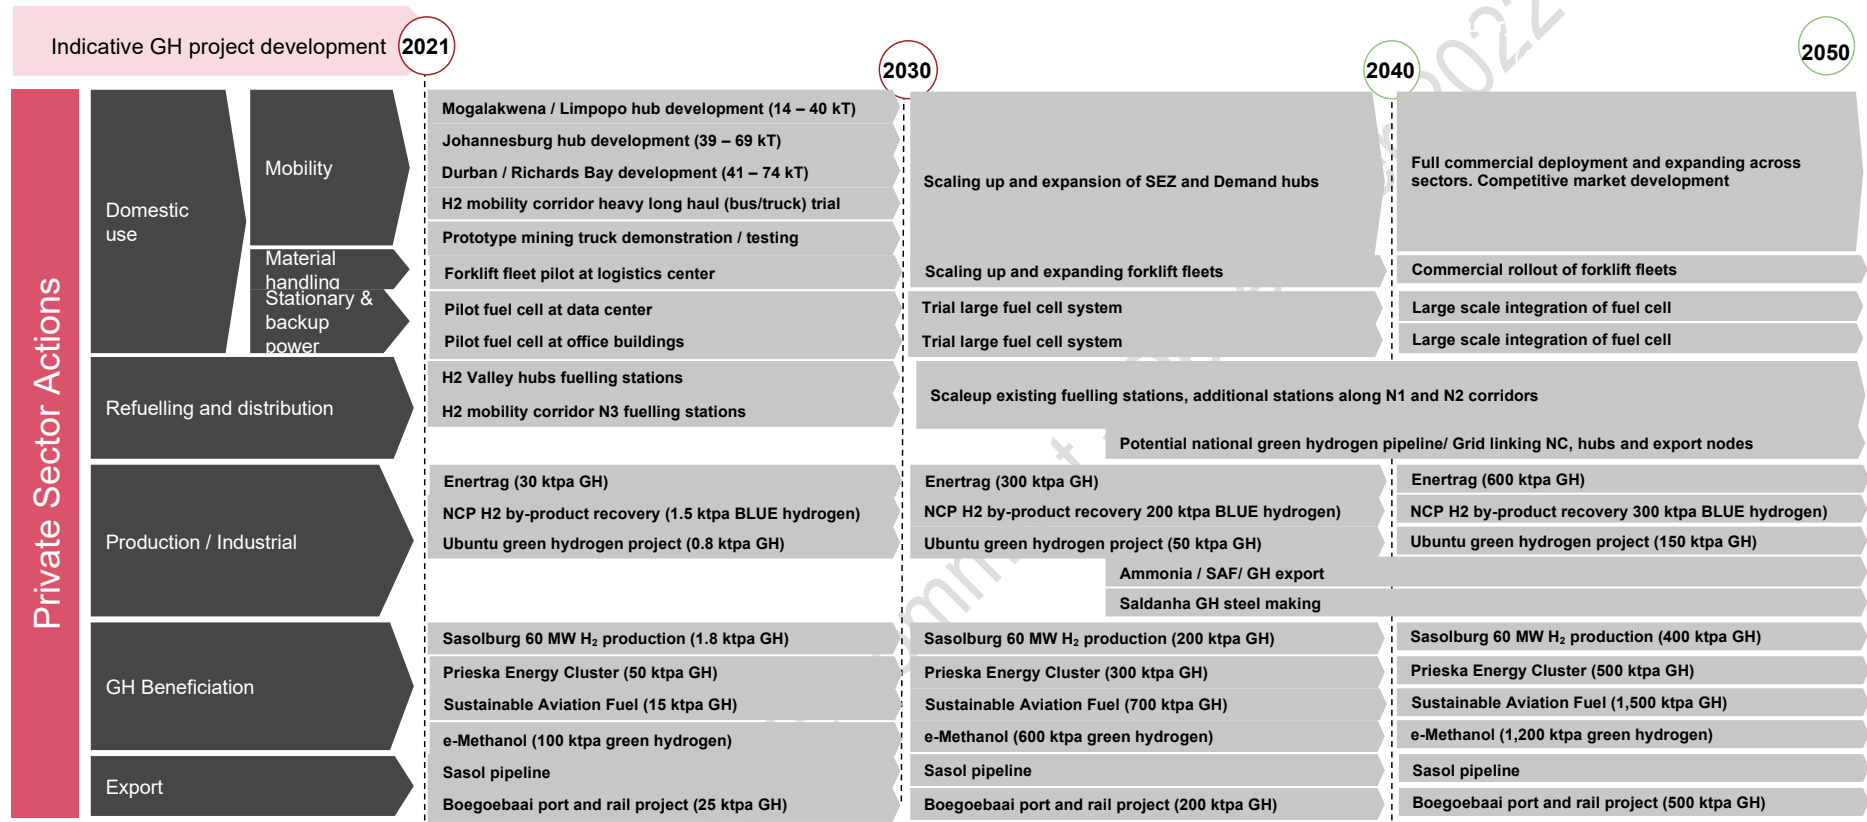 Indicative GH project development
2021
2030
2040
2050
Private Sector Actions
Domestic
use
Mobility
Mogalakwena / Limpopo hub development (14 – 40 kT)
Johannesburg hub development (39 – 69 kT)
Durban / Richards Bay development (41 – 74 kT)
H2 mobility corridor heavy long haul (bus/truck) trial
Prototype mining truck demonstration / testing
Scaling up and expansion of SEZ and Demand hubs
Full commercial deployment and expanding across
sectors. Competitive market development
Material
handling
Forklift fleet pilot at logistics center
Scaling up and expanding forklift fleets
Commercial rollout of forklift fleets
Stationary &
backup
power
Pilot fuel cell at data center
Trial large fuel cell system
Large scale integration of fuel cell
Pilot fuel cell at office buildings
Trial large fuel cell system
Large scale integration of fuel cell
Refuelling and distribution
H2 Valley hubs fuelling stations
H2 mobility corridor N3 fuelling stations
Scaleup existing fuelling stations, additional stations along N1 and N2 corridors
Potential national green hydrogen pipeline/ Grid linking NC, hubs and export nodes
Production / Industrial
Enertrag (30 ktpa GH)
Enertrag (300 ktpa GH)
Enertrag (600 ktpa GH)
NCP H2 by-product recovery (1.5 ktpa BLUE hydrogen)
NCP H2 by-product recovery 200 ktpa BLUE hydrogen)
NCP H2 by-product recovery 300 ktpa BLUE hydrogen)
Ubuntu green hydrogen project (0.8 ktpa GH)
Ubuntu green hydrogen project (50 ktpa GH)
Ubuntu green hydrogen project (150 ktpa GH)
Ammonia / SAF/ GH export
Saldanha GH steel making
GH Beneficiation
Sasolburg 60 MW H₂ production (1.8 ktpa GH)
Sasolburg 60 MW H₂ production (200 ktpa GH)
Sasolburg 60 MW H₂ production (400 ktpa GH)
Prieska Energy Cluster (50 ktpa GH)
Prieska Energy Cluster (300 ktpa GH)
Prieska Energy Cluster (500 ktpa GH)
Sustainable Aviation Fuel (15 ktpa GH)
Sustainable Aviation Fuel (700 ktpa GH)
Sustainable Aviation Fuel (1,500 ktpa GH)
e-Methanol (100 ktpa green hydrogen)
e-Methanol (600 ktpa green hydrogen)
e-Methanol (1,200 ktpa green hydrogen)
Export
Sasol pipeline
Sasol pipeline
Sasol pipeline
Boegoebaai port and rail project (25 ktpa GH)
Boegoebaai port and rail project (200 ktpa GH)
Boegoebaai port and rail project (500 ktpa GH)
2022